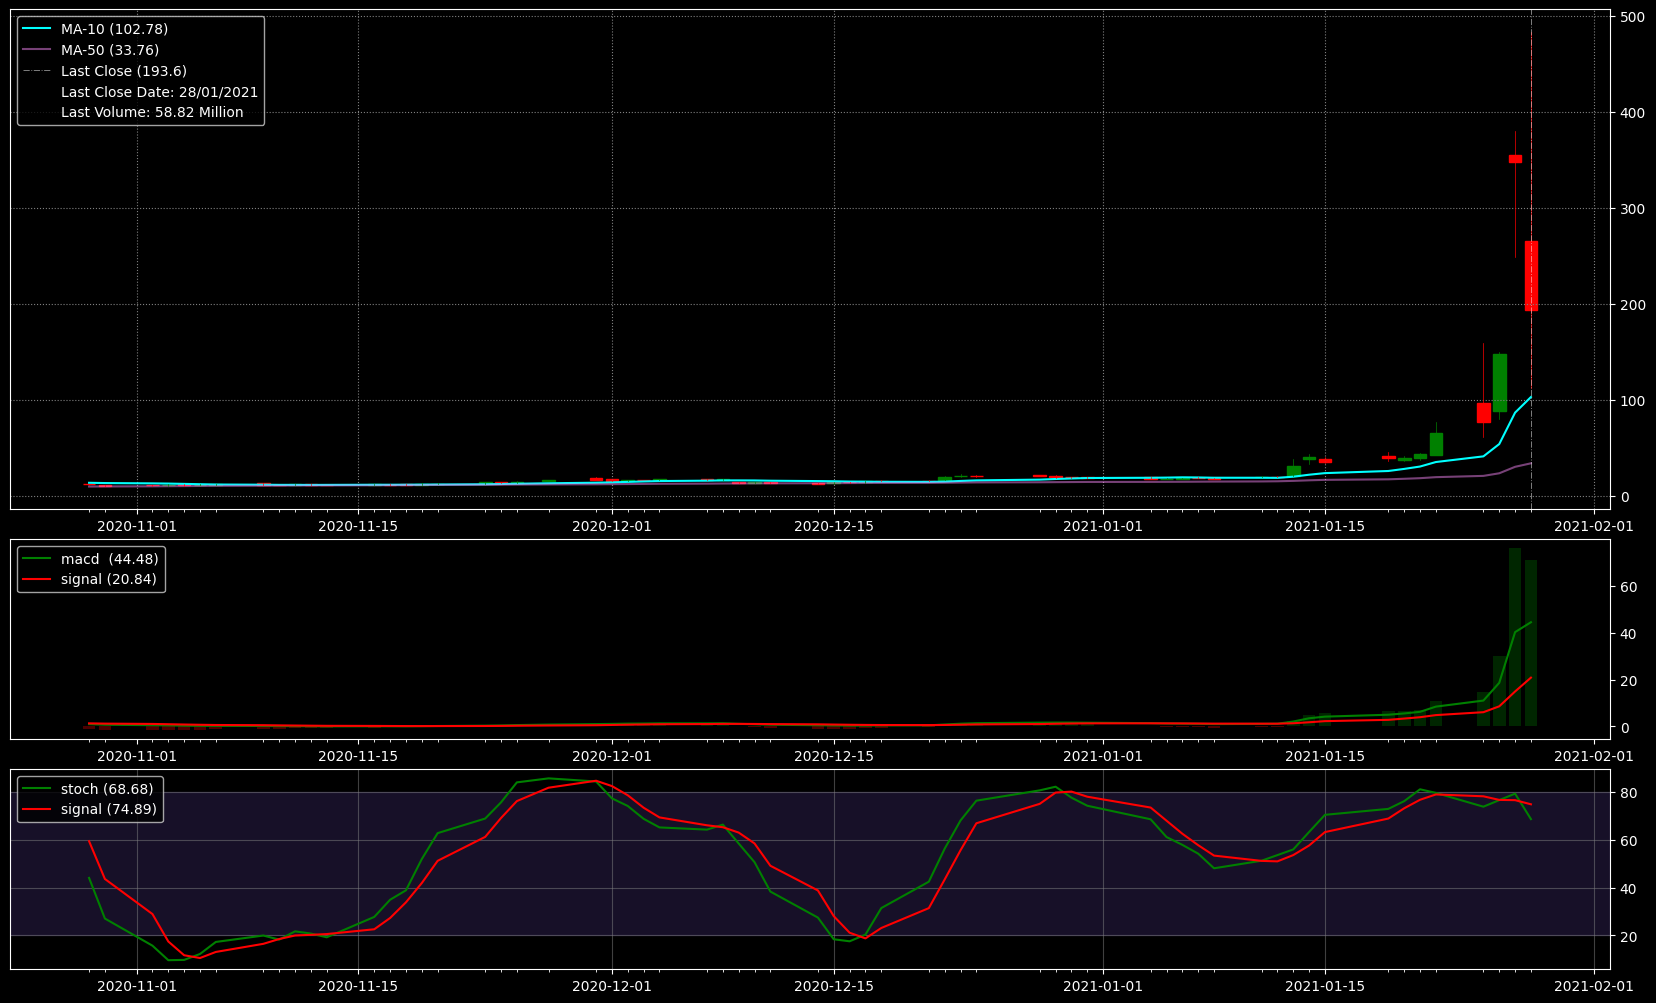 MA-10 (102.78)
MA-50 (33.76)
Last Close (193.6)
Last Close Date: 28/01/2021
Last Volume: 58.82 Million
500
400
300
200
100
0
2020-11-01 2020-11-15 2020-12-01 2020-12-15 2021-01-01 2021-01-15 2021-02-01
macd  (44.48)
signal (20.84)
60
40
20
0
2020-11-01 2020-11-15 2020-12-01 2020-12-15 2021-01-01 2021-01-15 2021-02-01
stoch (68.68)
signal (74.89)
80
60
40
20
2020-11-01 2020-11-15 2020-12-01 2020-12-15 2021-01-01 2021-01-15 2021-02-01